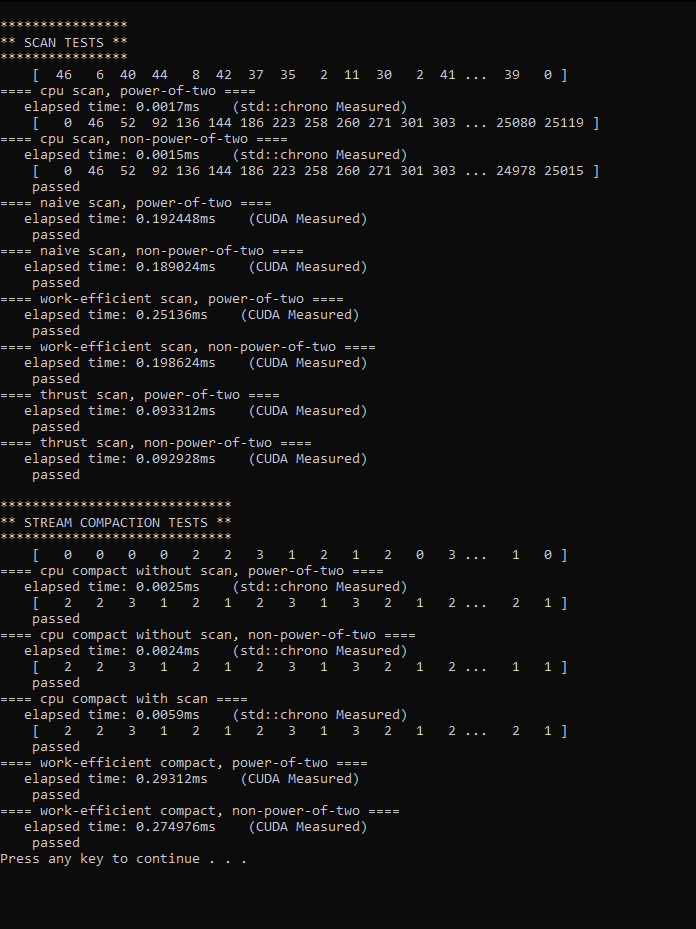 ****************
** SCAN TESTS **
****************
    [  46   6  40  44   8  42  37  35   2  11  30   2  41 ...  39   0 ]
==== cpu scan, power-of-two ====
   elapsed time: 0.0017ms    (std::chrono Measured)
    [   0  46  52  92 136 144 186 223 258 260 271 301 303 ... 25080 25119 ]
==== cpu scan, non-power-of-two ====
   elapsed time: 0.0015ms    (std::chrono Measured)
    [   0  46  52  92 136 144 186 223 258 260 271 301 303 ... 24978 25015 ]
    passed
==== naive scan, power-of-two ====
   elapsed time: 0.192448ms    (CUDA Measured)
    passed
==== naive scan, non-power-of-two ====
   elapsed time: 0.189024ms    (CUDA Measured)
    passed
==== work-efficient scan, power-of-two ====
   elapsed time: 0.25136ms    (CUDA Measured)
    passed
==== work-efficient scan, non-power-of-two ====
   elapsed time: 0.198624ms    (CUDA Measured)
    passed
==== thrust scan, power-of-two ====
   elapsed time: 0.093312ms    (CUDA Measured)
    passed
==== thrust scan, non-power-of-two ====
   elapsed time: 0.092928ms    (CUDA Measured)
    passed

*****************************
** STREAM COMPACTION TESTS **
*****************************
    [   0   0   0   0   2   2   3   1   2   1   2   0   3 ...   1   0 ]
==== cpu compact without scan, power-of-two ====
   elapsed time: 0.0025ms    (std::chrono Measured)
    [   2   2   3   1   2   1   2   3   1   3   2   1   2 ...   2   1 ]
    passed
==== cpu compact without scan, non-power-of-two ====
   elapsed time: 0.0024ms    (std::chrono Measured)
    [   2   2   3   1   2   1   2   3   1   3   2   1   2 ...   1   1 ]
    passed
==== cpu compact with scan ====
   elapsed time: 0.0059ms    (std::chrono Measured)
    [   2   2   3   1   2   1   2   3   1   3   2   1   2 ...   2   1 ]
    passed
==== work-efficient compact, power-of-two ====
   elapsed time: 0.29312ms    (CUDA Measured)
    passed
==== work-efficient compact, non-power-of-two ====
   elapsed time: 0.274976ms    (CUDA Measured)
    passed
Press any key to continue . . .